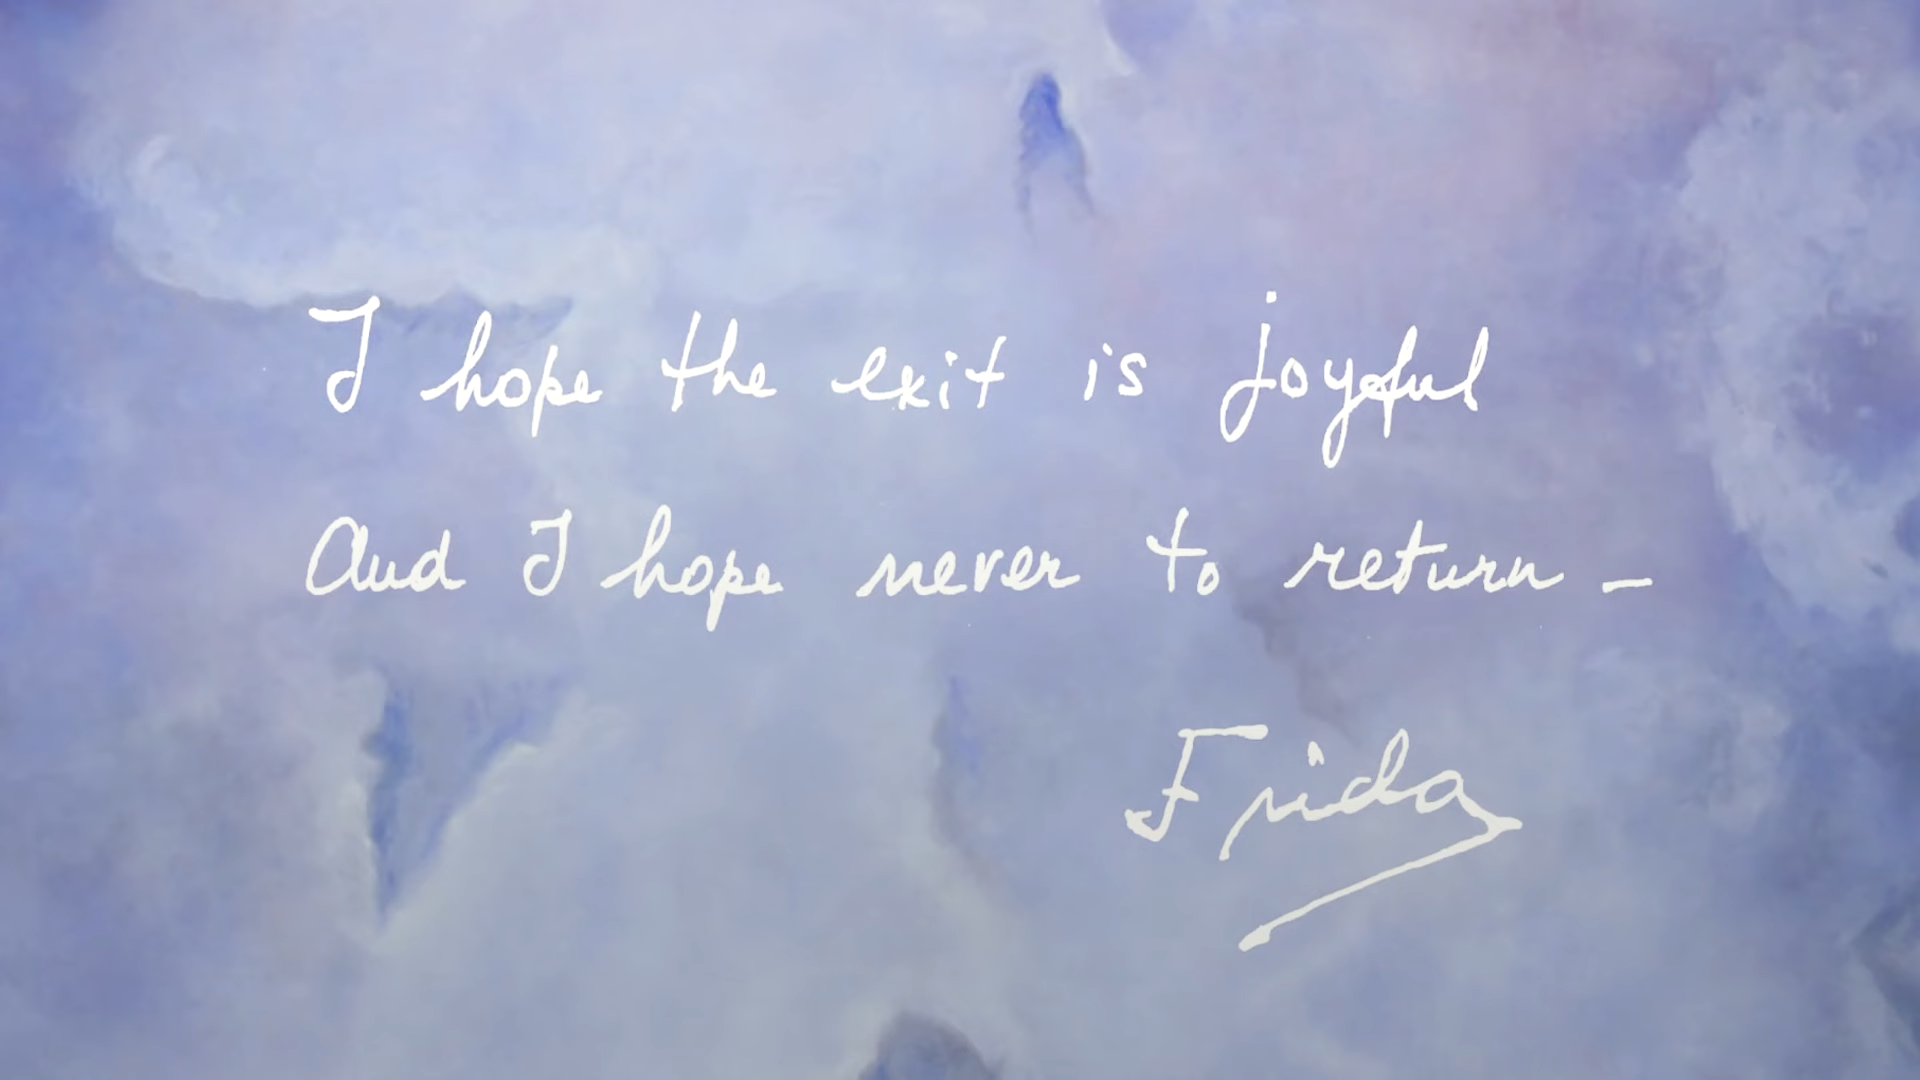 I hope the exit is joyful
And I hope never to return –
Frida